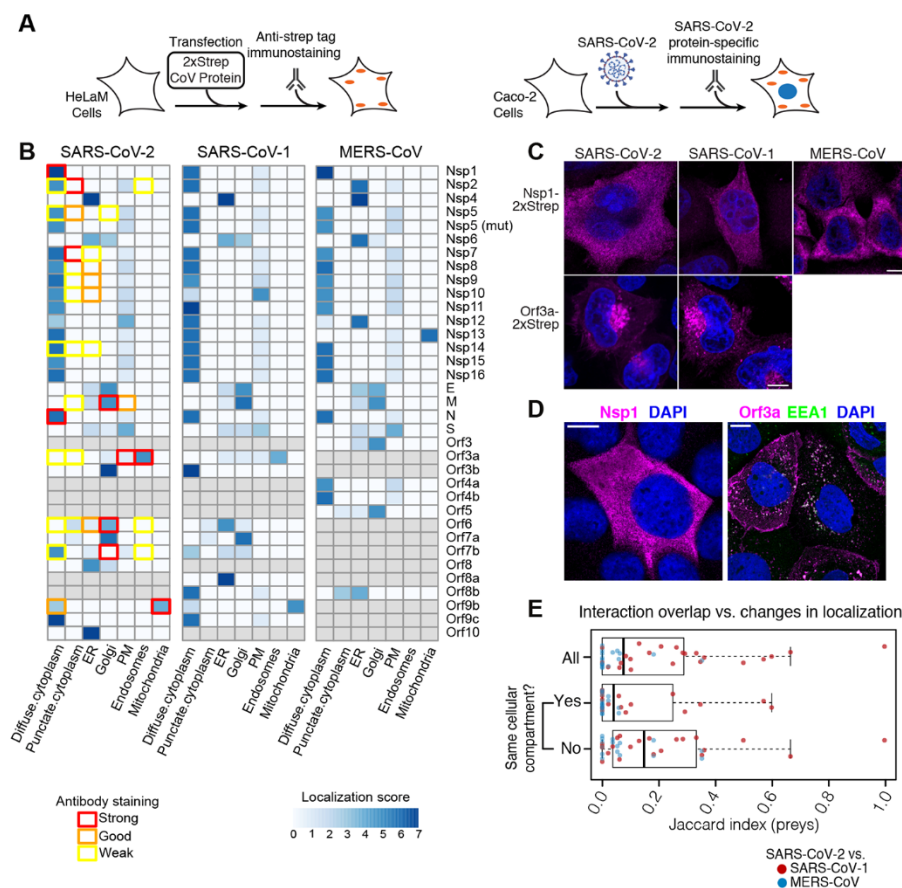 A
Transfection
2xStrep
CoV Protein
Anti-strep tag
immunostaining
HeLaM
Cells
SARS-CoV-2
SARS-CoV-2
protein-specific
immunostaining
Caco-2
Cells
B
SARS-CoV-2
SARS-CoV-1
MERS-CoV
Nsp1
Nsp2
Nsp4
Nsp5
Nsp5 (mut)
Nsp6
Nsp7
Nsp8
Nsp9
Nsp10
Nsp11
Nsp12
Nsp13
Nsp14
Nsp15
Nsp16
E
M
N
S
Orf3
Orf3a
Orf3b
Orf4a
Orf4b
Orf5
Orf6
Orf7a
Orf7b
Orf8
Orf8a
Orf8b
Orf9b
Orf9c
Orf10
Diffuse.cytoplasm
Punctate.cytoplasm
ER
Golgi
PM
Endosomes
Mitochondria
Diffuse.cytoplasm
Punctate.cytoplasm
ER
Golgi
PM
Endosomes
Mitochondria
Diffuse.cytoplasm
Punctate.cytoplasm
ER
Golgi
PM
Endosomes
Mitochondria
Antibody staining
Strong
Good
Weak
Localization score
0 1 2 3 4 5 6 7
C
SARS-CoV-2
SARS-CoV-1
MERS-CoV
Nsp1-
2xStrep
Orf3a-
2xStrep
D
Nsp1 DAPI
Orf3a EEA1 DAPI
E
Interaction overlap vs. changes in localization
Same cellular
compartment?
All
Yes
No
0.0 0.2 0.4 0.6 0.8 1.0
Jaccard index (preys)
SARS-CoV-2 vs.
SARS-CoV-1
MERS-CoV